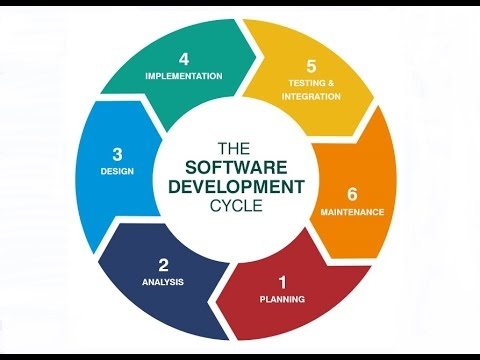 THE
SOFTWARE
DEVELOPMENT
CYCLE
1
PLANNING
2
ANALYSIS
3
DESIGN
4
IMPLEMENTATION
5
TESTING &
INTEGRATION
6
MAINTENANCE